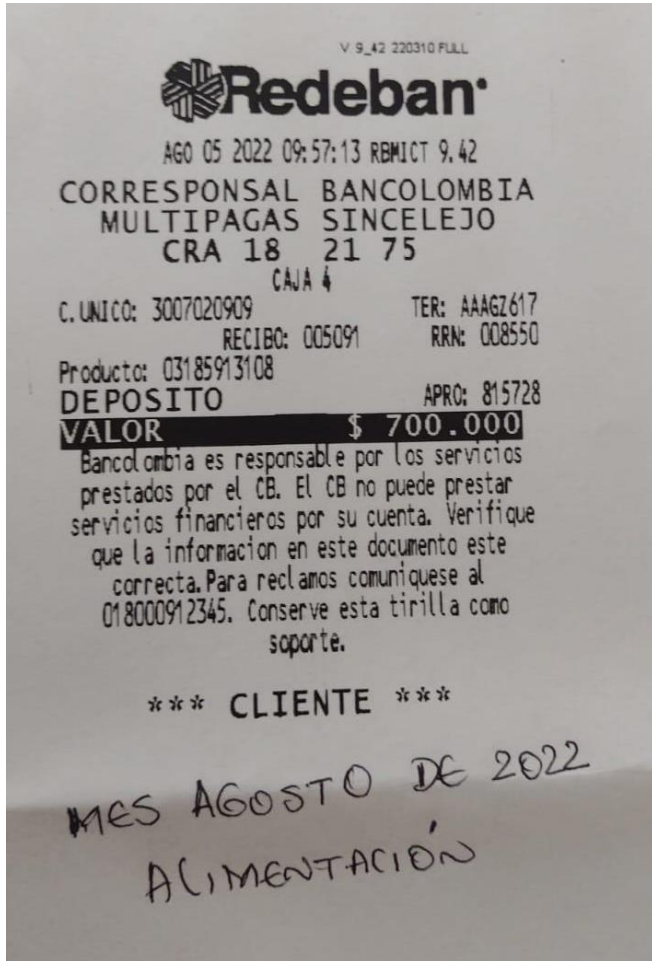 V 9_42 220310 FULL
Redeban
AGO 05 2022 09:57:13 RBMICT 9.42
CORRESPONSAL BANCOLOMBIA
MULTIPAGAS SINCELEJO
CRA 18 21 75
CAJA 4
C.UNICO: 3007020909 TER: AAAGZ617
RECIBO: 005091 RRN: 008550
Producto: 03185913108
DEPOSITO APRO: 815728
VALOR $ 700.000
Bancolombia es responsable por los servicios
prestados por el CB. El CB no puede prestar
servicios financieros por su cuenta. Verifique
que la informacion en este documento este
correcta.Para reclamos comuniquese al
018000912345. Conserve esta tirilla como
soporte.
*** CLIENTE ***
MES AGOSTO DE 2022
ALIMENTACIÓN